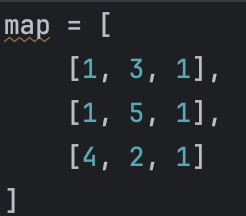 map = [
    [1, 3, 1],
    [1, 5, 1],
    [4, 2, 1]
]